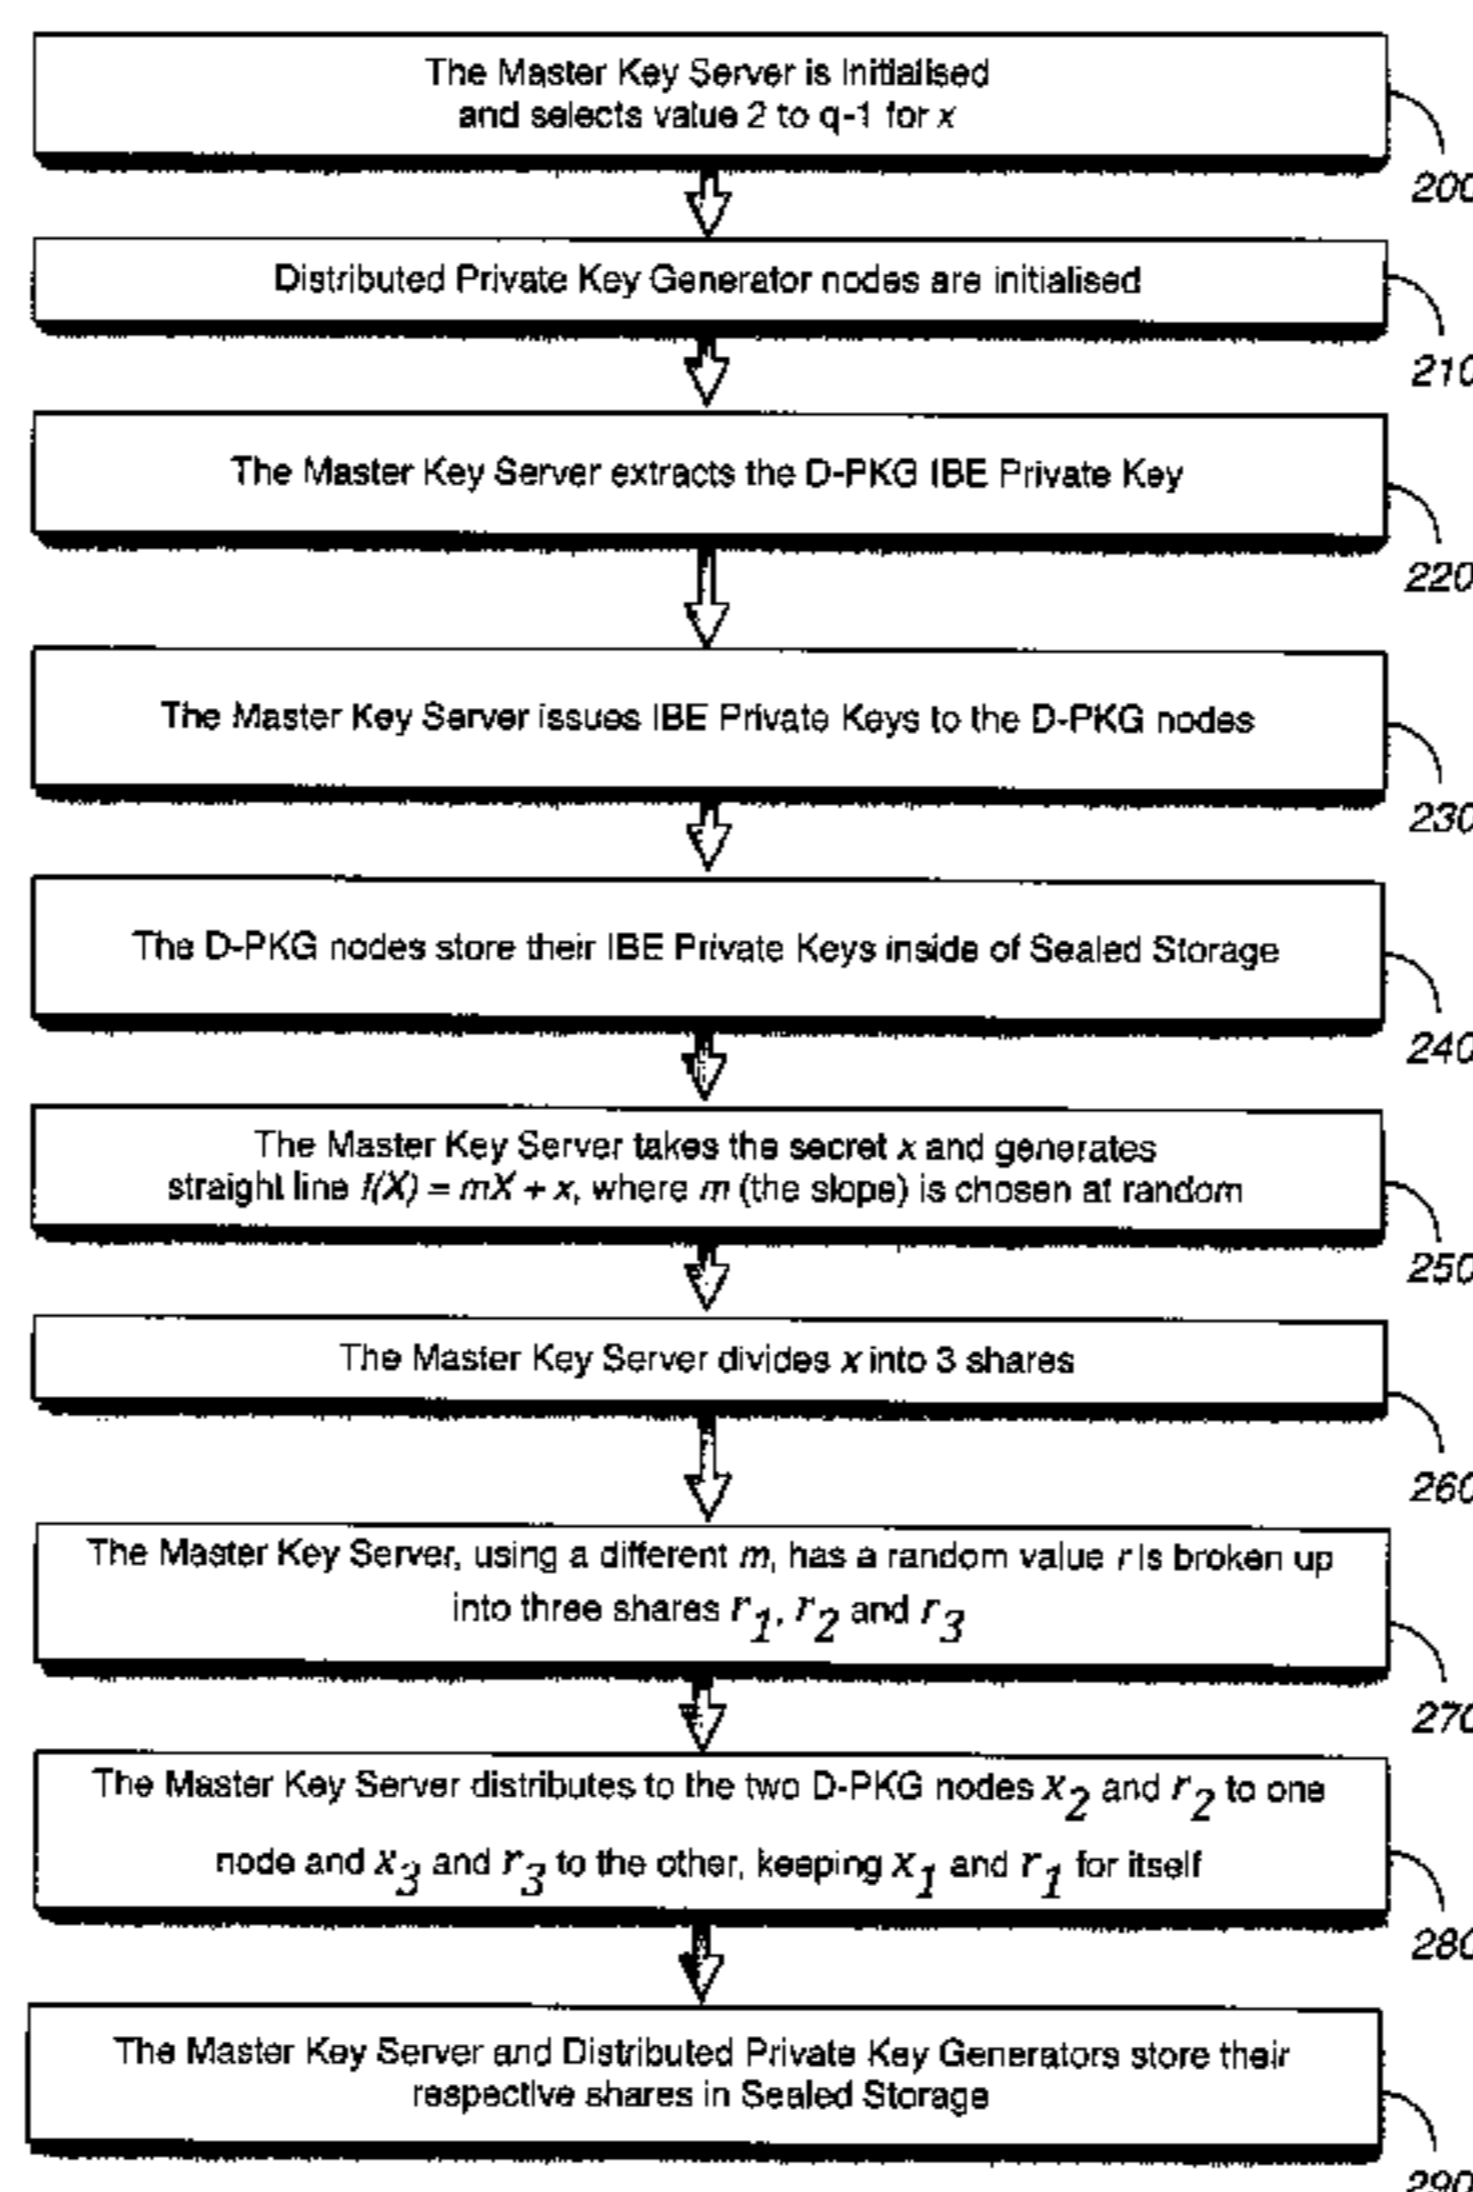 The Master Key Server is Initialised
and selects value 2 to q-1 for x
200
Distributed Private Key Generator nodes are initialised
210
The Master Key Server extracts the D-PKG IBE Private Key
220
The Master Key Server issues IBE Private Keys to the D-PKG nodes
230
The D-PKG nodes store their IBE Private Keys inside of Sealed Storage
240
The Master Key Server takes the secret x and generates
straight line f(X) = mX + x, where m (the slope) is chosen at random
250
The Master Key Server divides x into 3 shares
260
The Master Key Server, using a different m, has a random value r is broken up
into three shares r1, r2 and r3
270
The Master Key Server distributes to the two D-PKG nodes x2 and r2 to one
node and x3 and r3 to the other, keeping x1 and r1 for itself
280
The Master Key Server and Distributed Private Key Generators store their
respective shares in Sealed Storage
290